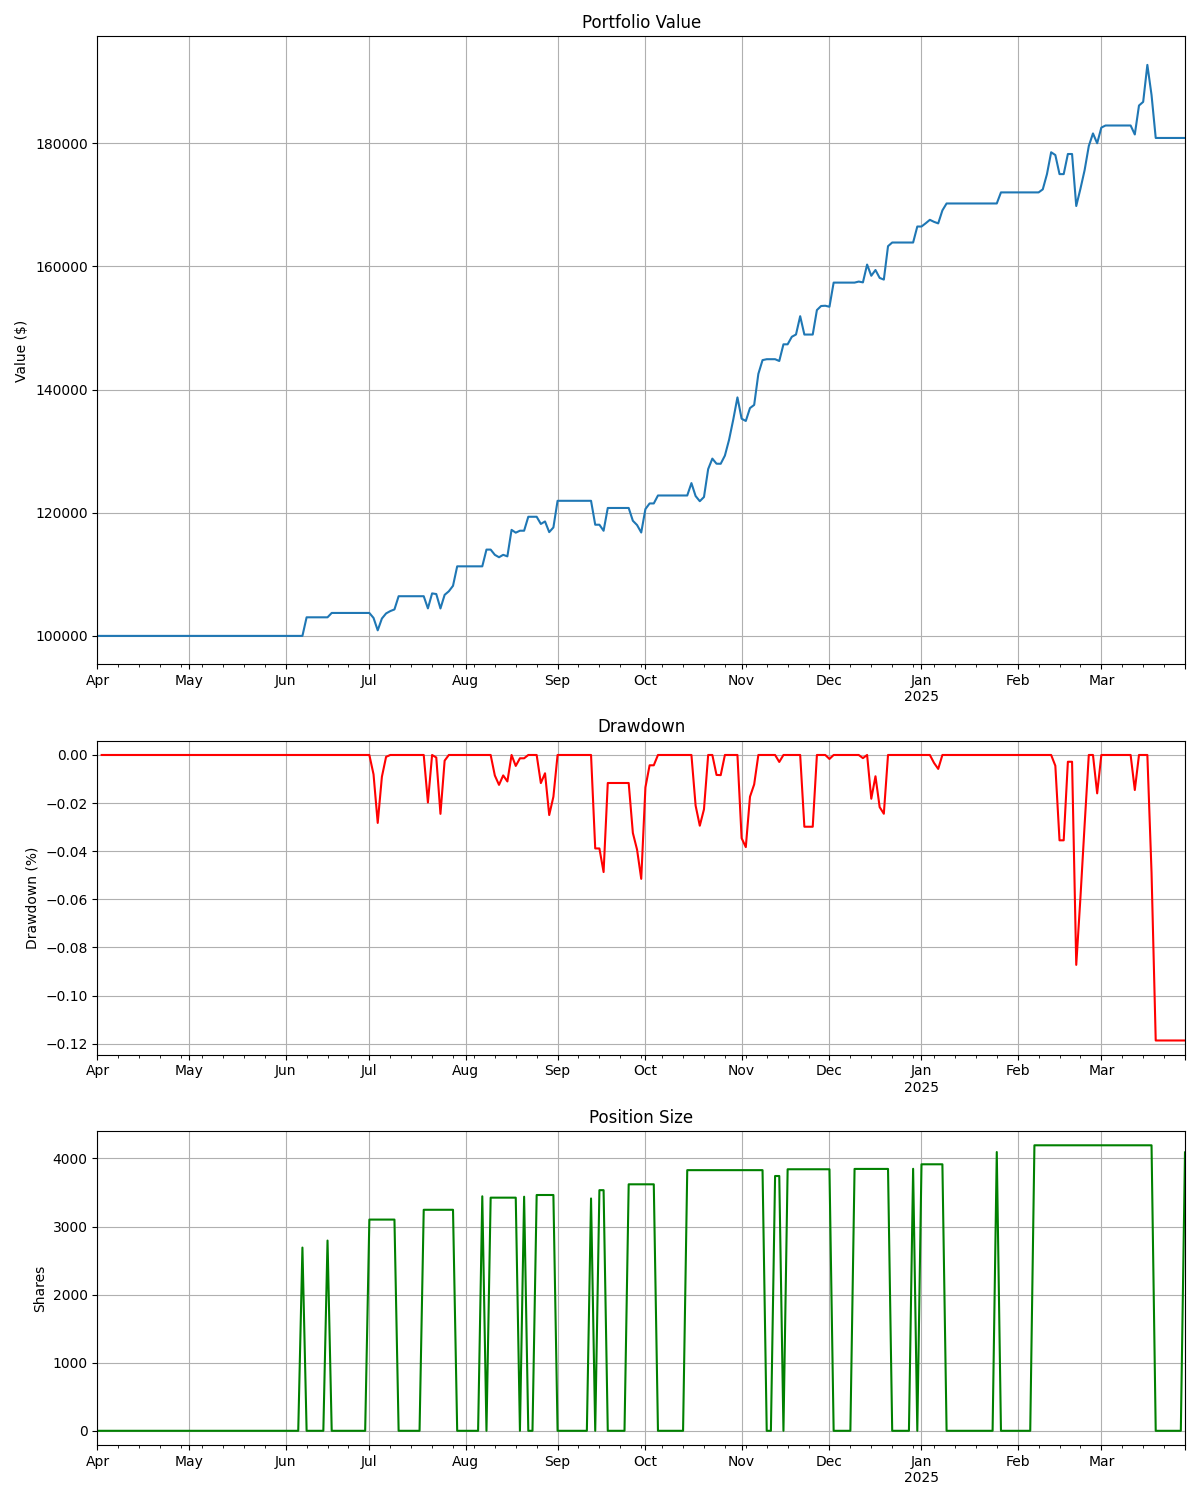 Portfolio Value
Value ($)
180000
160000
140000
120000
100000
Apr May Jun Jul Aug Sep Oct Nov Dec Jan Feb Mar
2025
Drawdown
Drawdown (%)
0.00
−0.02
−0.04
−0.06
−0.08
−0.10
−0.12
Apr May Jun Jul Aug Sep Oct Nov Dec Jan Feb Mar
2025
Position Size
Shares
4000
3000
2000
1000
0
Apr May Jun Jul Aug Sep Oct Nov Dec Jan Feb Mar
2025